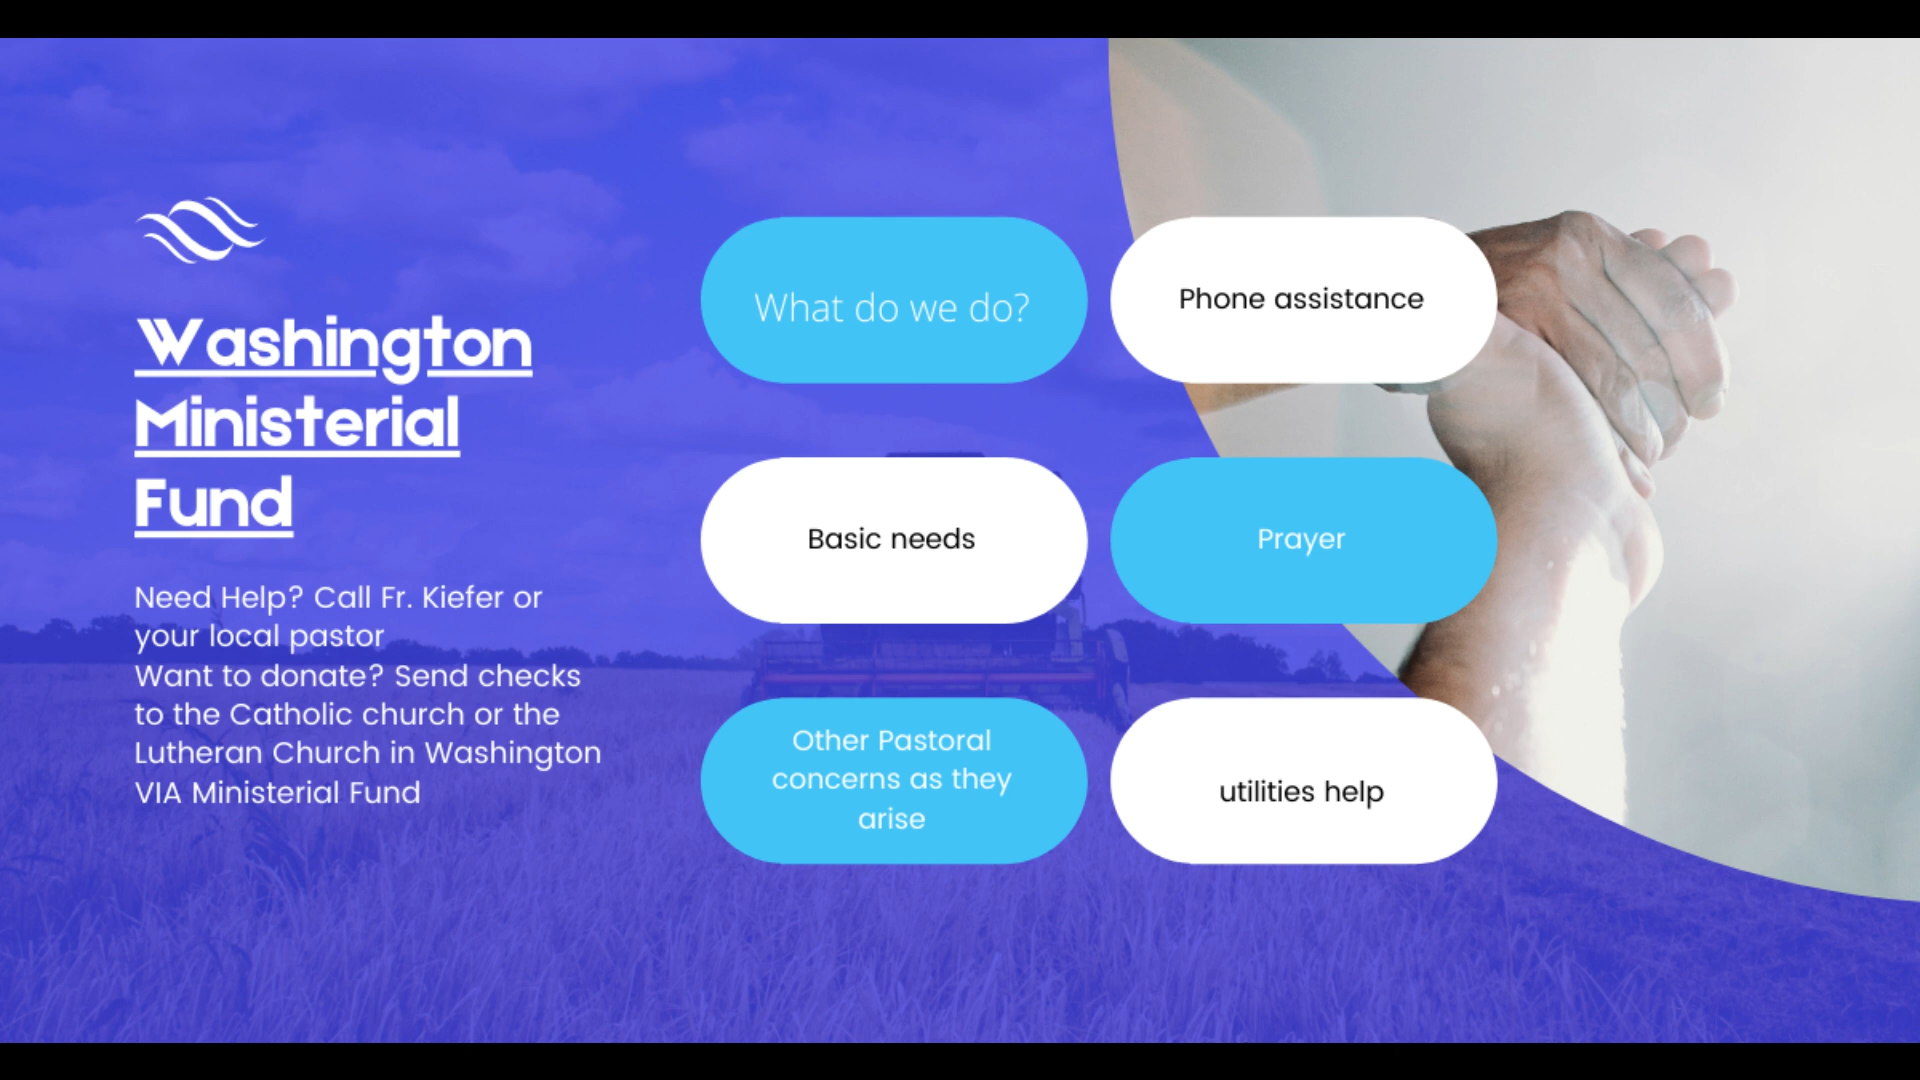 Washington
Ministerial
Fund
Need Help? Call Fr. Kiefer or
your local pastor
Want to donate? Send checks
to the Catholic church or the
Lutheran Church in Washington
VIA Ministerial Fund
What do we do?
Phone assistance
Basic needs
Prayer
Other Pastoral
concerns as they
arise
utilities help